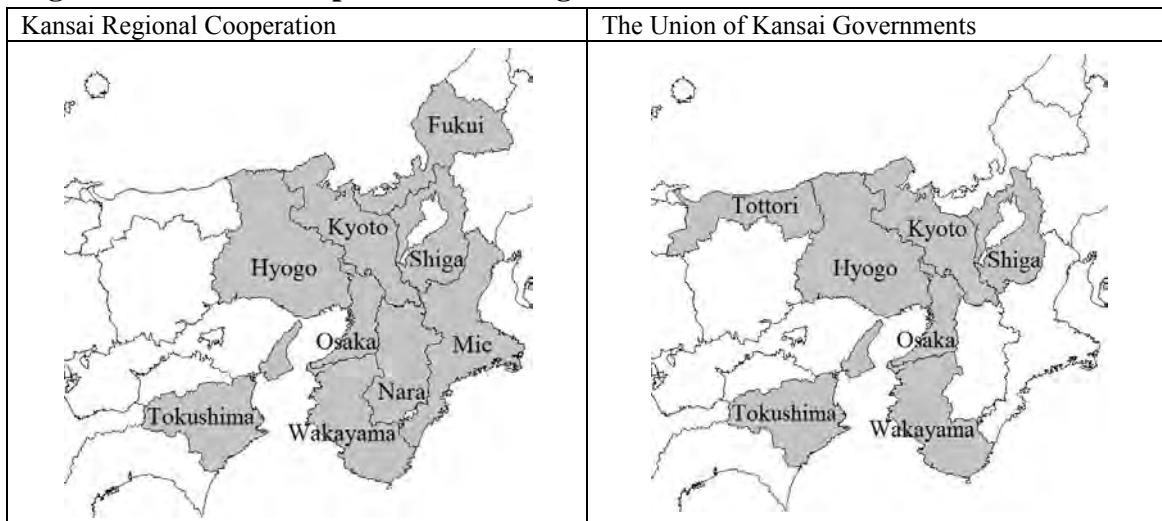 Kansai Regional Cooperation
The Union of Kansai Governments
Fukui
Kyoto
Shiga
Hyogo
Osaka
Mie
Nara
Tokushima
Wakayama
Tottori
Kyoto
Shiga
Hyogo
Osaka
Tokushima
Wakayama